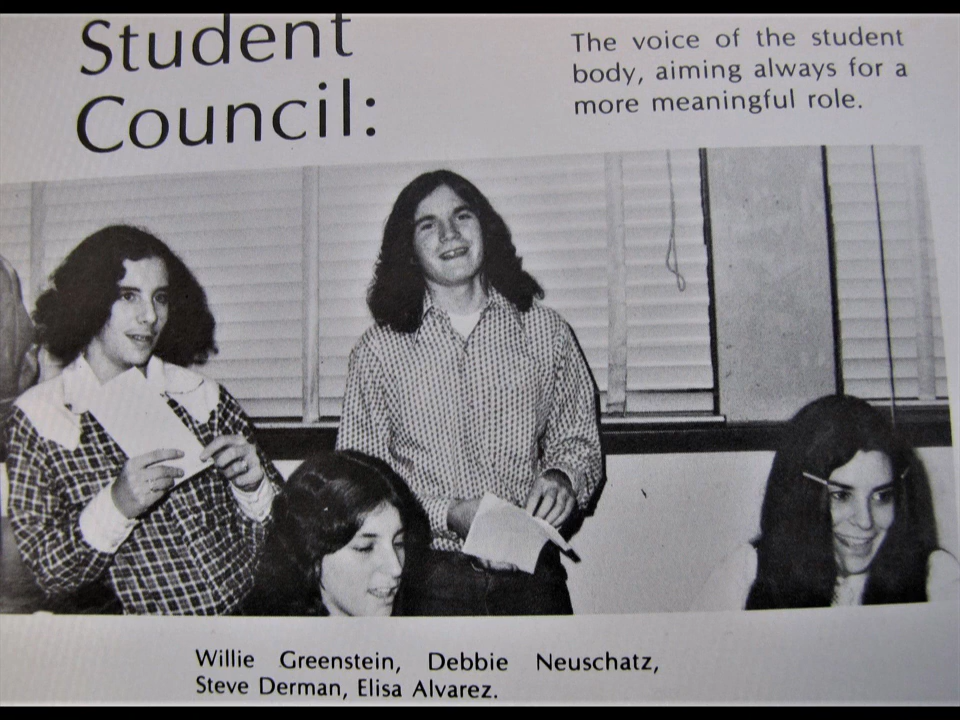 Student
Council:
The voice of the student
body, aiming always for a
more meaningful role.
Willie Greenstein, Debbie Neuschatz,
Steve Derman, Elisa Alvarez.